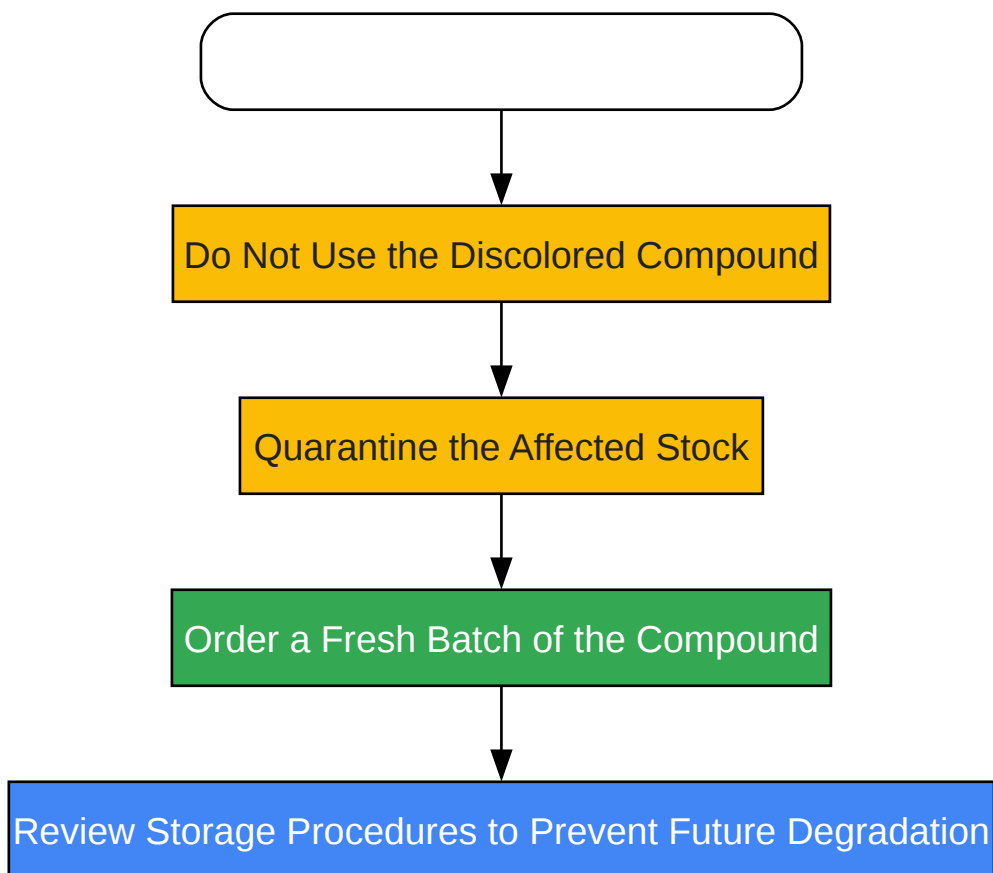 Do Not Use the Discolored Compound
Quarantine the Affected Stock
Order a Fresh Batch of the Compound
Review Storage Procedures to Prevent Future Degradation